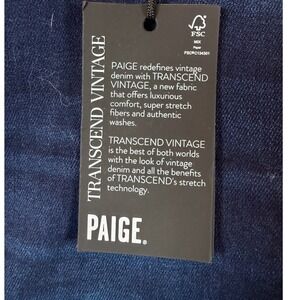 FSC
MIX
Paper
TRANSCEND VINTAGE
PAIGE redefines vintage
denim with TRANSCEND
VINTAGE, a new fabric
that offers luxurious
comfort, super stretch
fibers and authentic
washes.
TRANSCEND VINTAGE
is the best of both worlds
with the look of vintage
denim and all the benefits
of TRANSCEND's stretch
technology.
PAIGE.